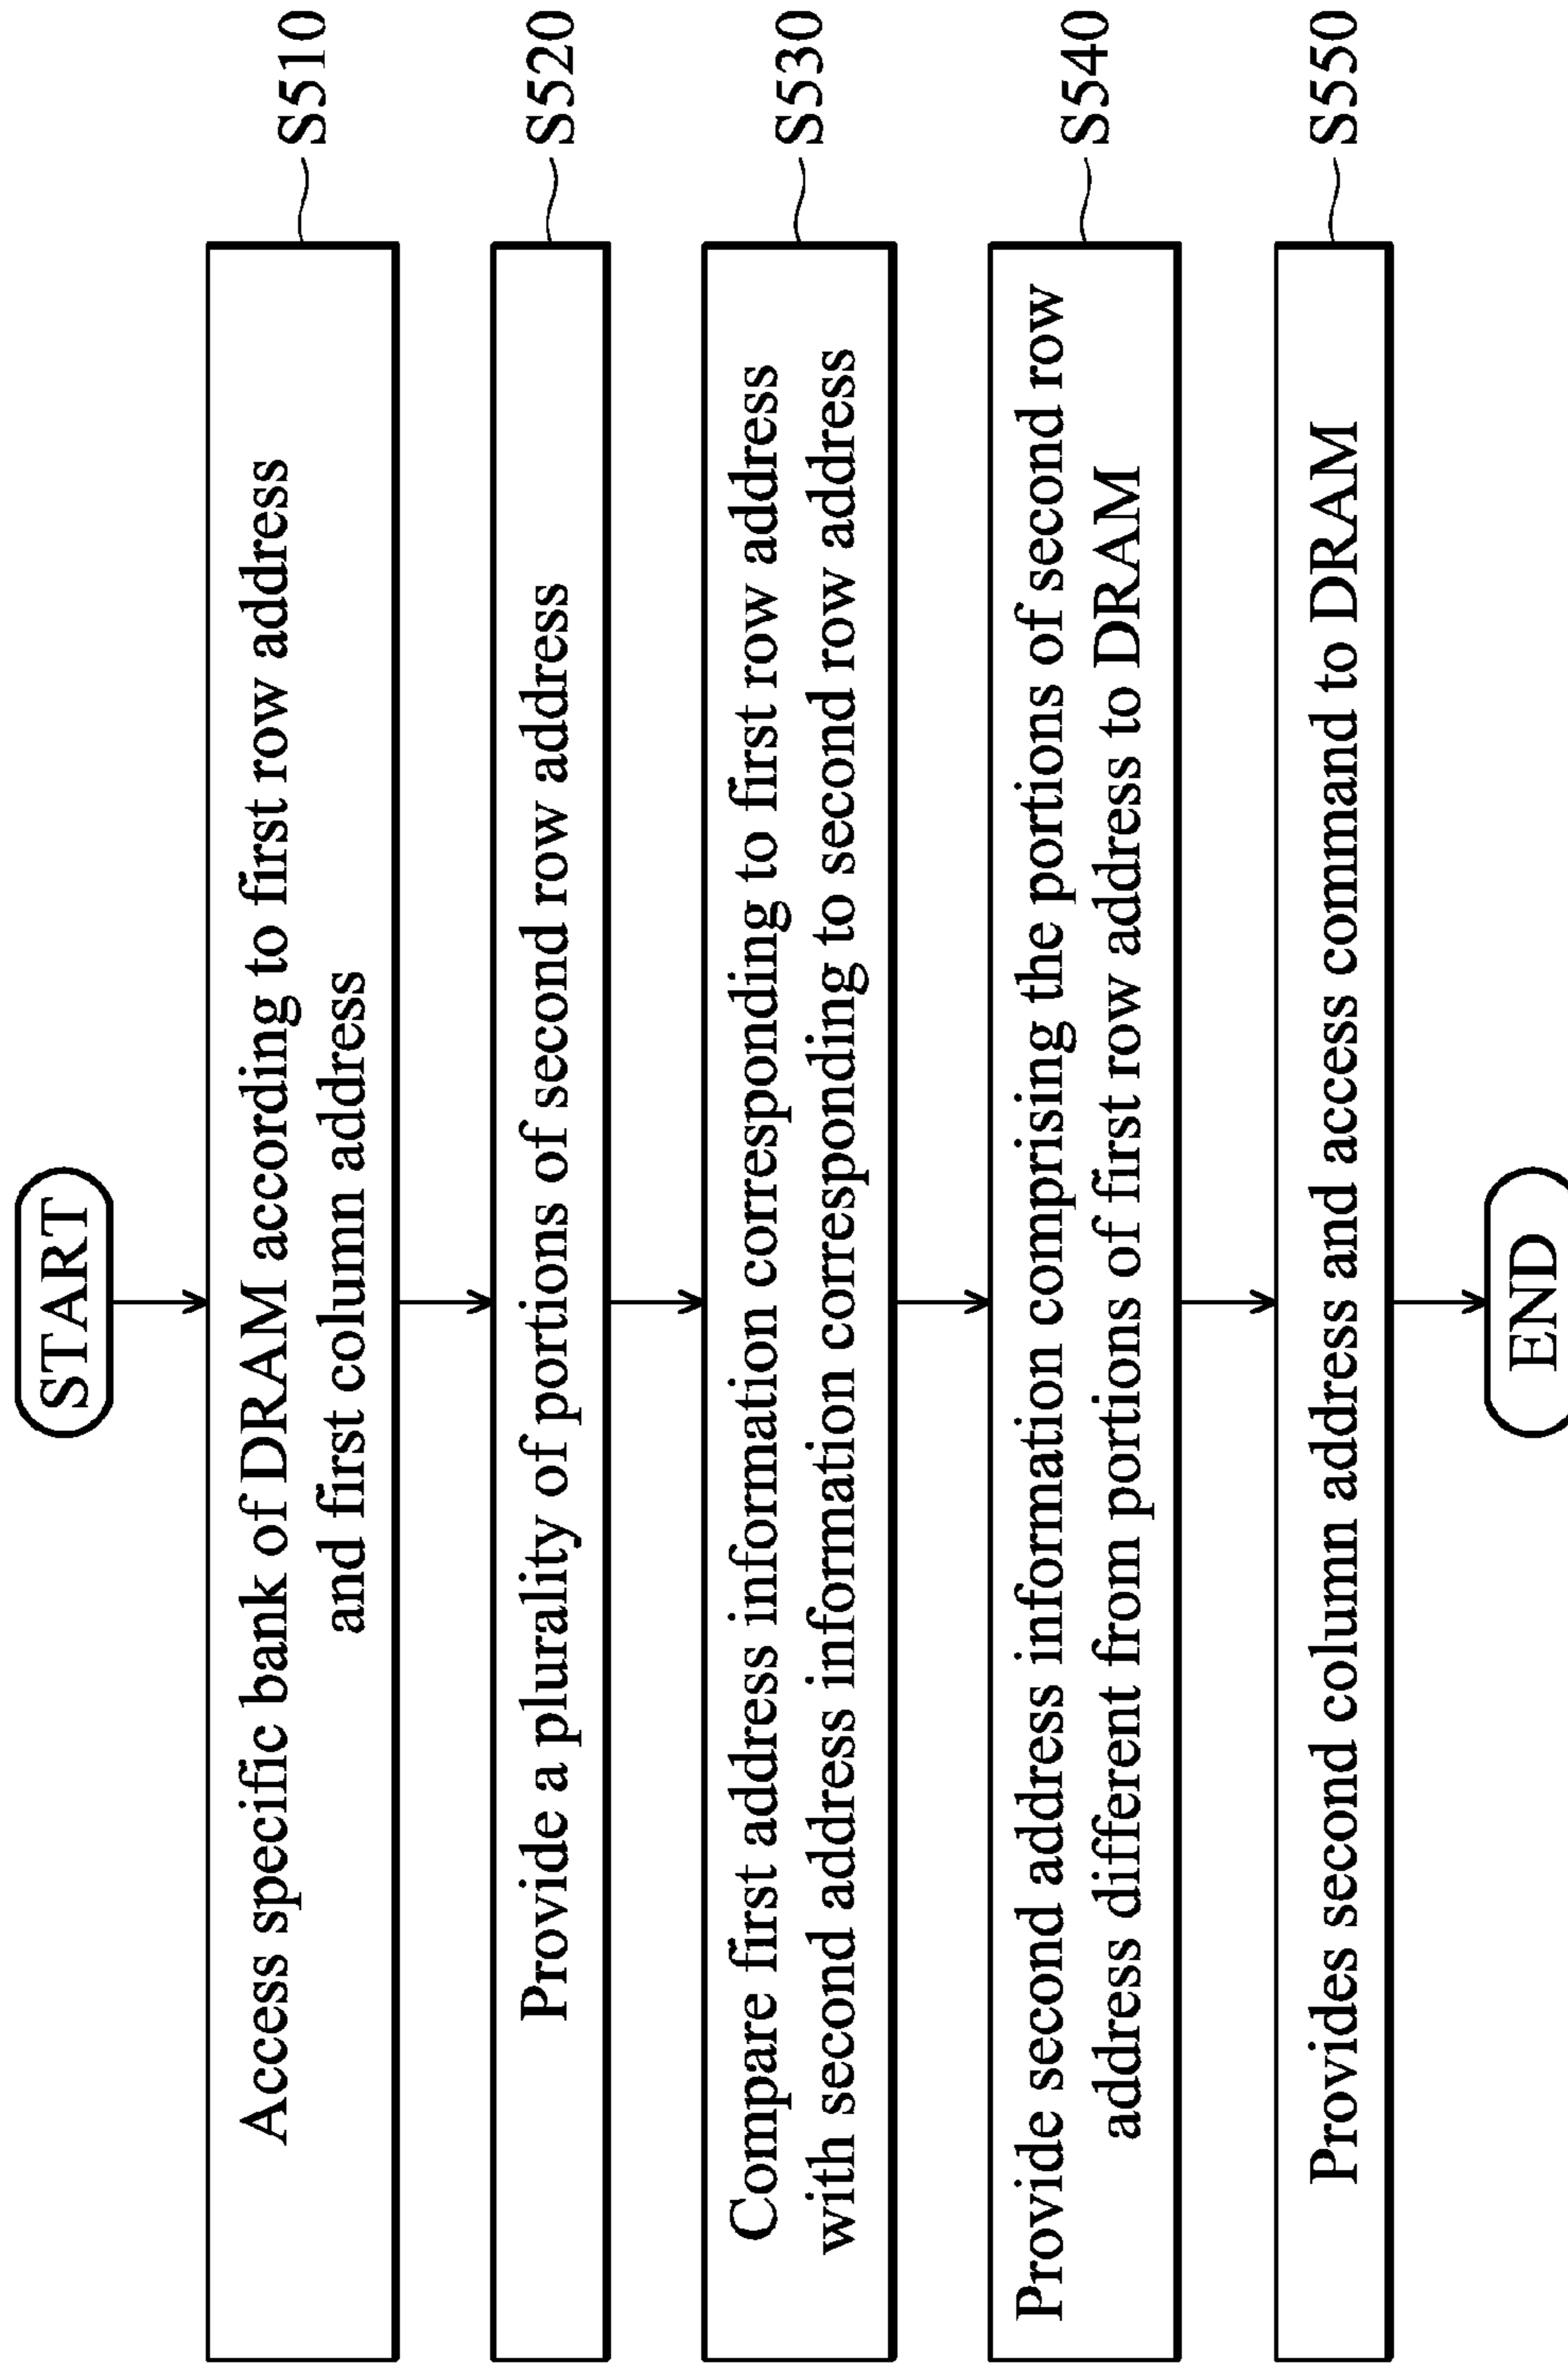 START
Access specific bank of DRAM according to first row address
and first column address
S510
Provide a plurality of portions of second row address
S520
Compare first address information corresponding to first row address
with second address information corresponding to second row address
S530
Provide second address information comprising the portions of second row
address different from portions of first row address to DRAM
S540
Provides second column address and access command to DRAM
S550
END